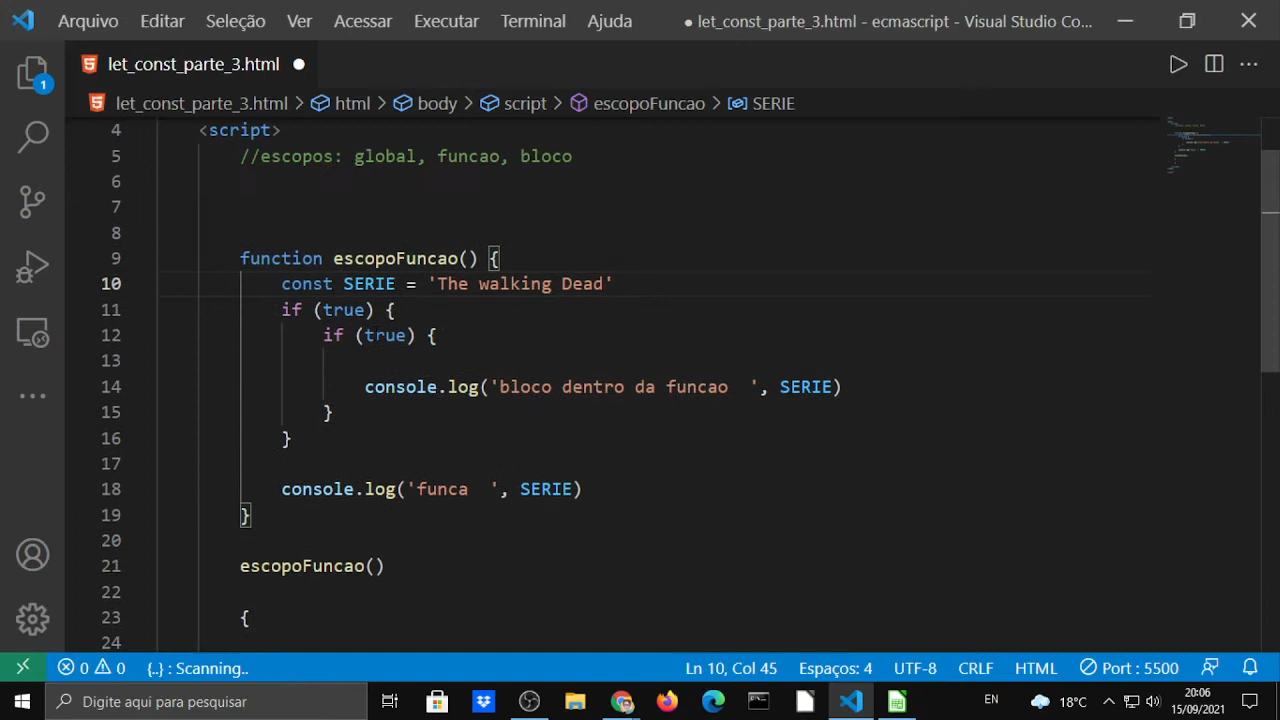 Arquivo Editar Seleção Ver Acessar Executar Terminal Ajuda ● let_const_parte_3.html - ecmascript - Visual Studio Co...
let_const_parte_3.html
let_const_parte_3.html > html > body > script > escopoFuncao > SERIE
1
4 <script>
5 //escopos: global, funcao, bloco
6
7
8
9 function escopoFuncao() {
10 const SERIE = 'The walking Dead'
11 if (true) {
12 if (true) {
13
14 console.log('bloco dentro da funcao  ', SERIE)
15 }
16 }
17
18 console.log('funca  ', SERIE)
19 }
20
21 escopoFuncao()
22
23 {
24
0 0 {..} : Scanning.. Ln 10, Col 45 Espaços: 4 UTF-8 CRLF HTML Port : 5500
Digite aqui para pesquisar EN 18°C 20:06
15/09/2021